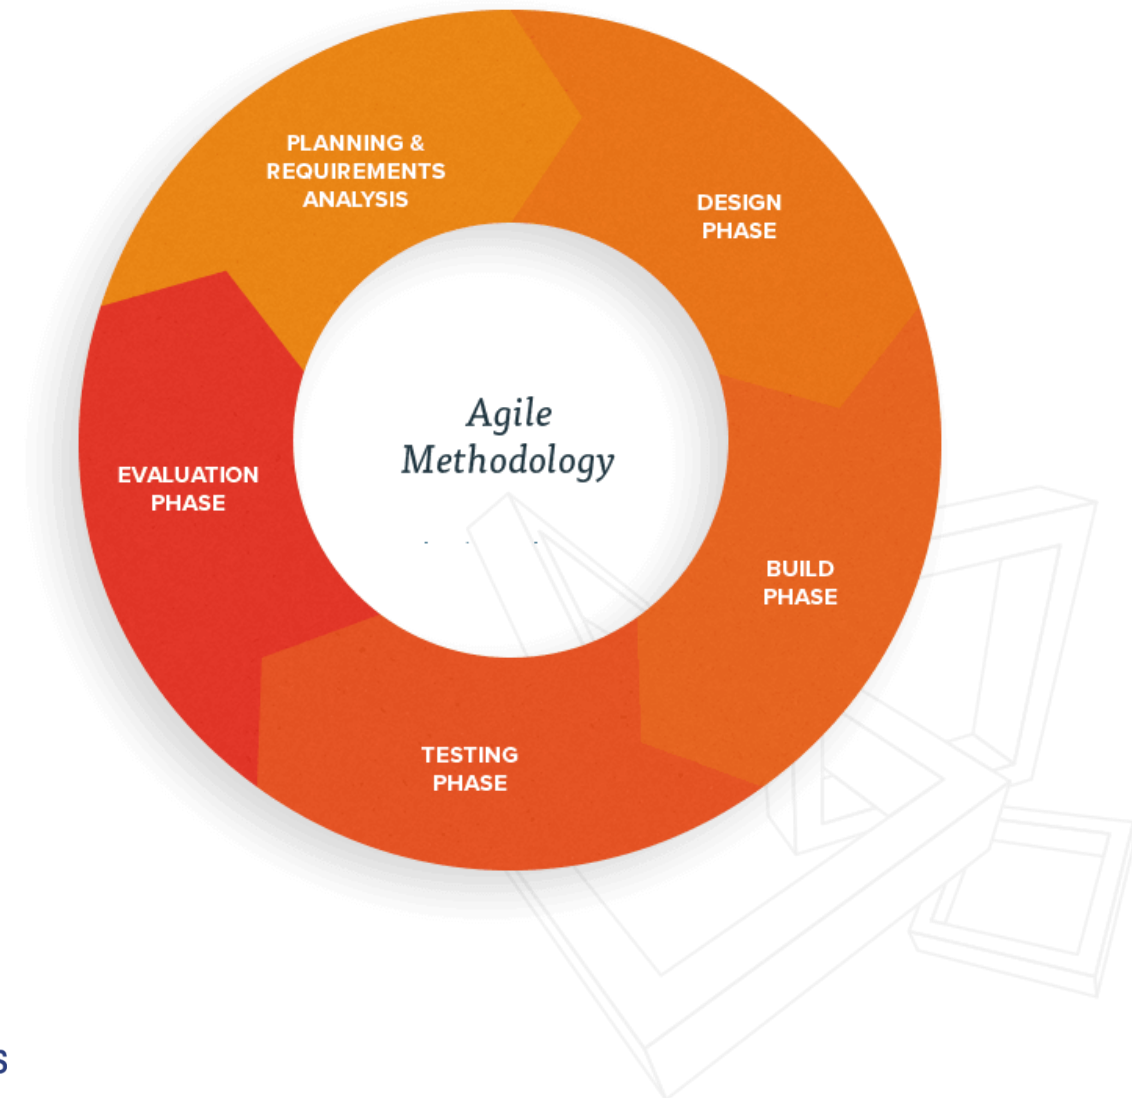 PLANNING &
REQUIREMENTS
ANALYSIS
DESIGN
PHASE
Agile
Methodology
EVALUATION
PHASE
BUILD
PHASE
TESTING
PHASE
S